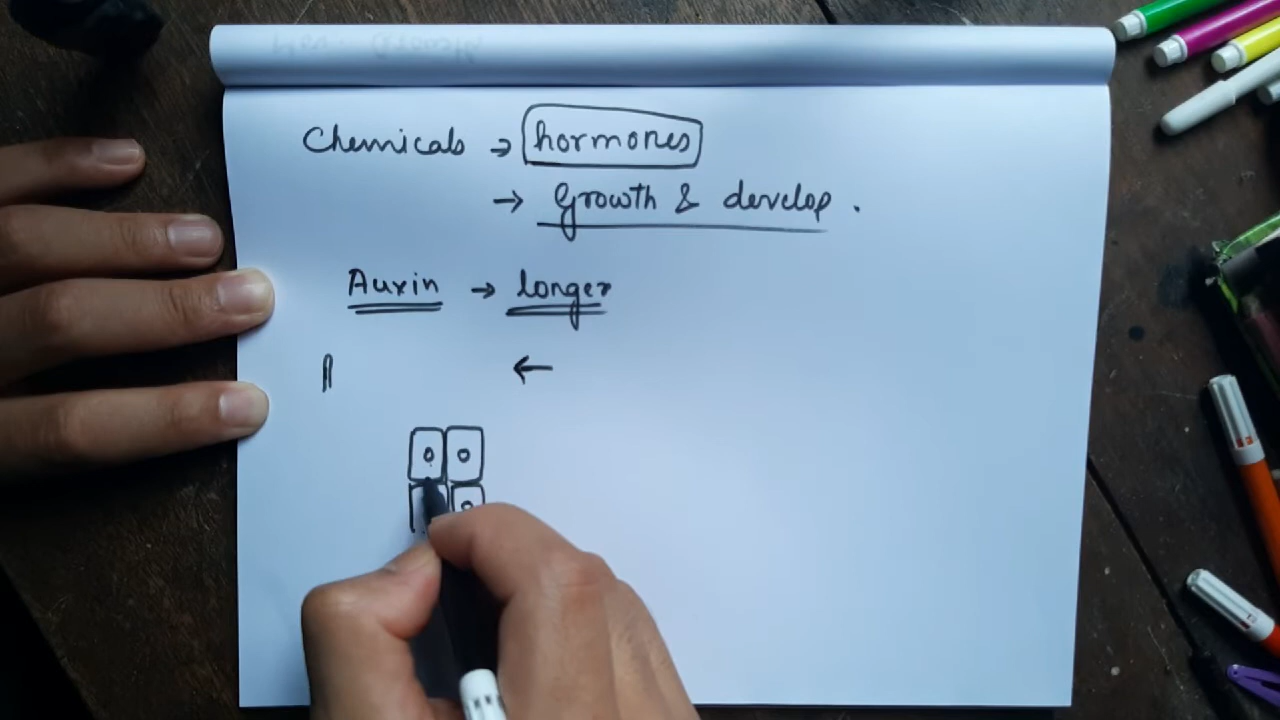 Chemicals → hormones
→ Growth & develop.
Auxin → longer
←